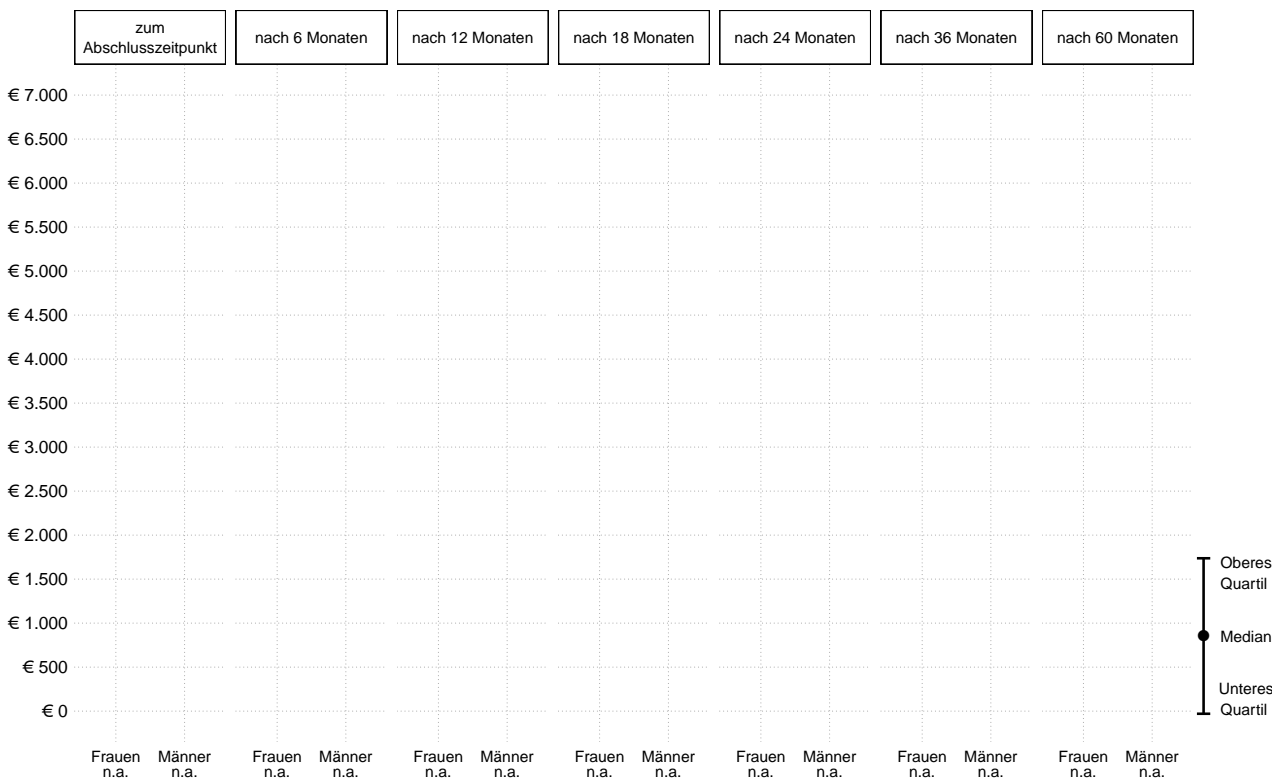 zum
Abschlusszeitpunkt
nach 6 Monaten
nach 12 Monaten
nach 18 Monaten
nach 24 Monaten
nach 36 Monaten
nach 60 Monaten
€ 7.000
€ 6.500
€ 6.000
€ 5.500
€ 5.000
€ 4.500
€ 4.000
€ 3.500
€ 3.000
€ 2.500
€ 2.000
€ 1.500
€ 1.000
€ 500
€ 0
Oberes
Quartil
Median
Unteres
Quartil
Frauen Männer Frauen Männer Frauen Männer Frauen Männer Frauen Männer Frauen Männer Frauen Männer
n.a. n.a. n.a. n.a. n.a. n.a. n.a. n.a. n.a. n.a. n.a. n.a. n.a. n.a.